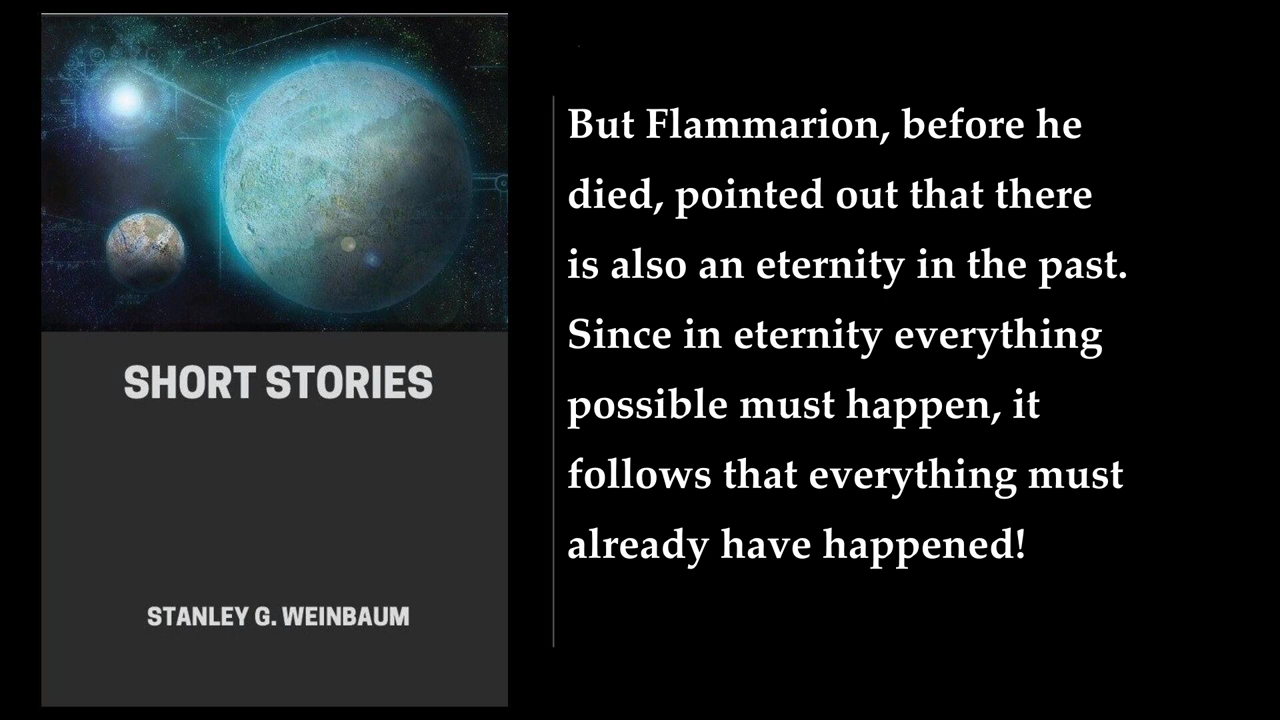 SHORT STORIES
STANLEY G. WEINBAUM
But Flammarion, before he
died, pointed out that there
is also an eternity in the past.
Since in eternity everything
possible must happen, it
follows that everything must
already have happened!